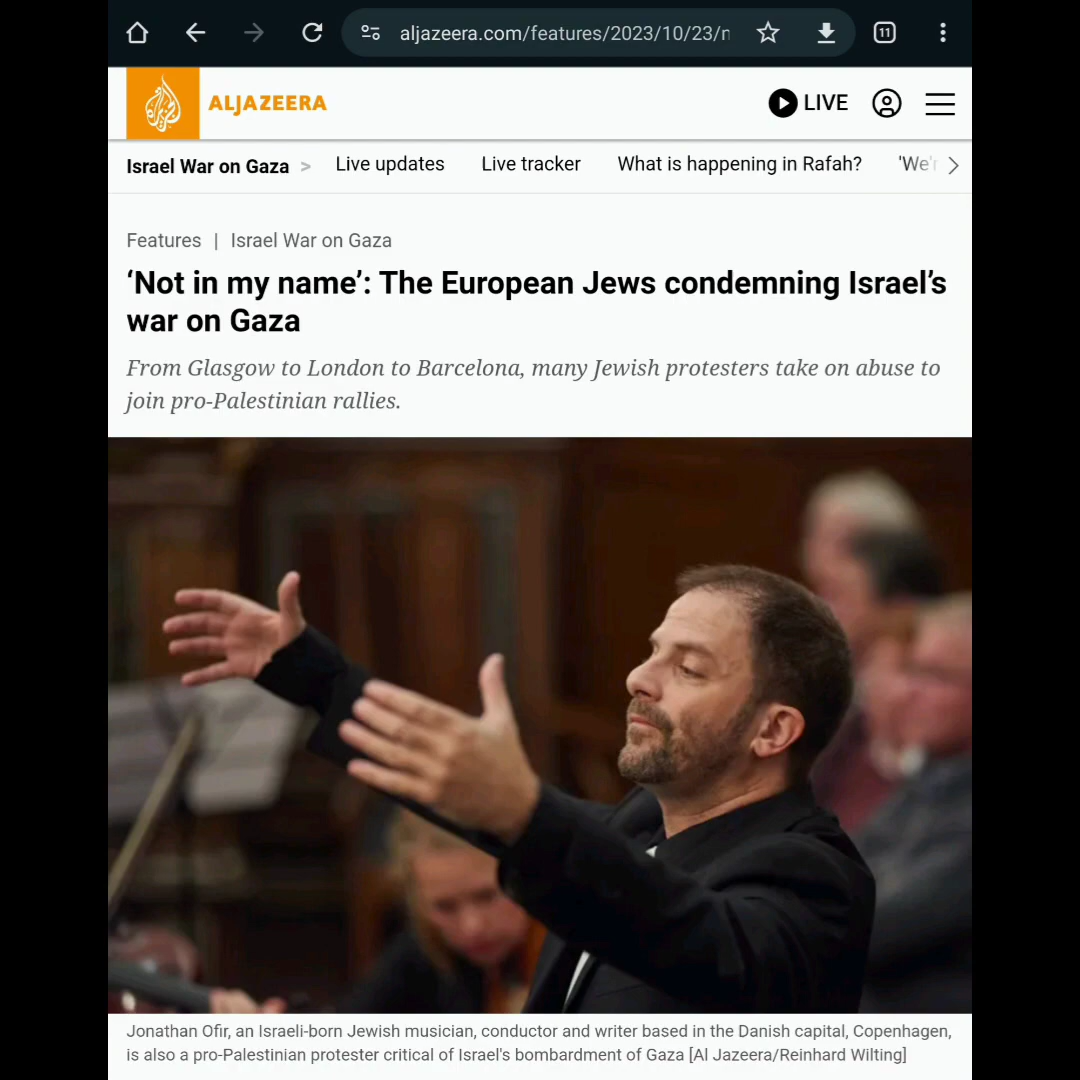 aljazeera.com/features/2023/10/23/n
11
ALJAZEERA
LIVE
Israel War on Gaza >
Live updates
Live tracker
What is happening in Rafah?
'We'r
Features | Israel War on Gaza
‘Not in my name’: The European Jews condemning Israel’s
war on Gaza
From Glasgow to London to Barcelona, many Jewish protesters take on abuse to
join pro-Palestinian rallies.
Jonathan Ofir, an Israeli-born Jewish musician, conductor and writer based in the Danish capital, Copenhagen,
is also a pro-Palestinian protester critical of Israel's bombardment of Gaza [Al Jazeera/Reinhard Wilting]